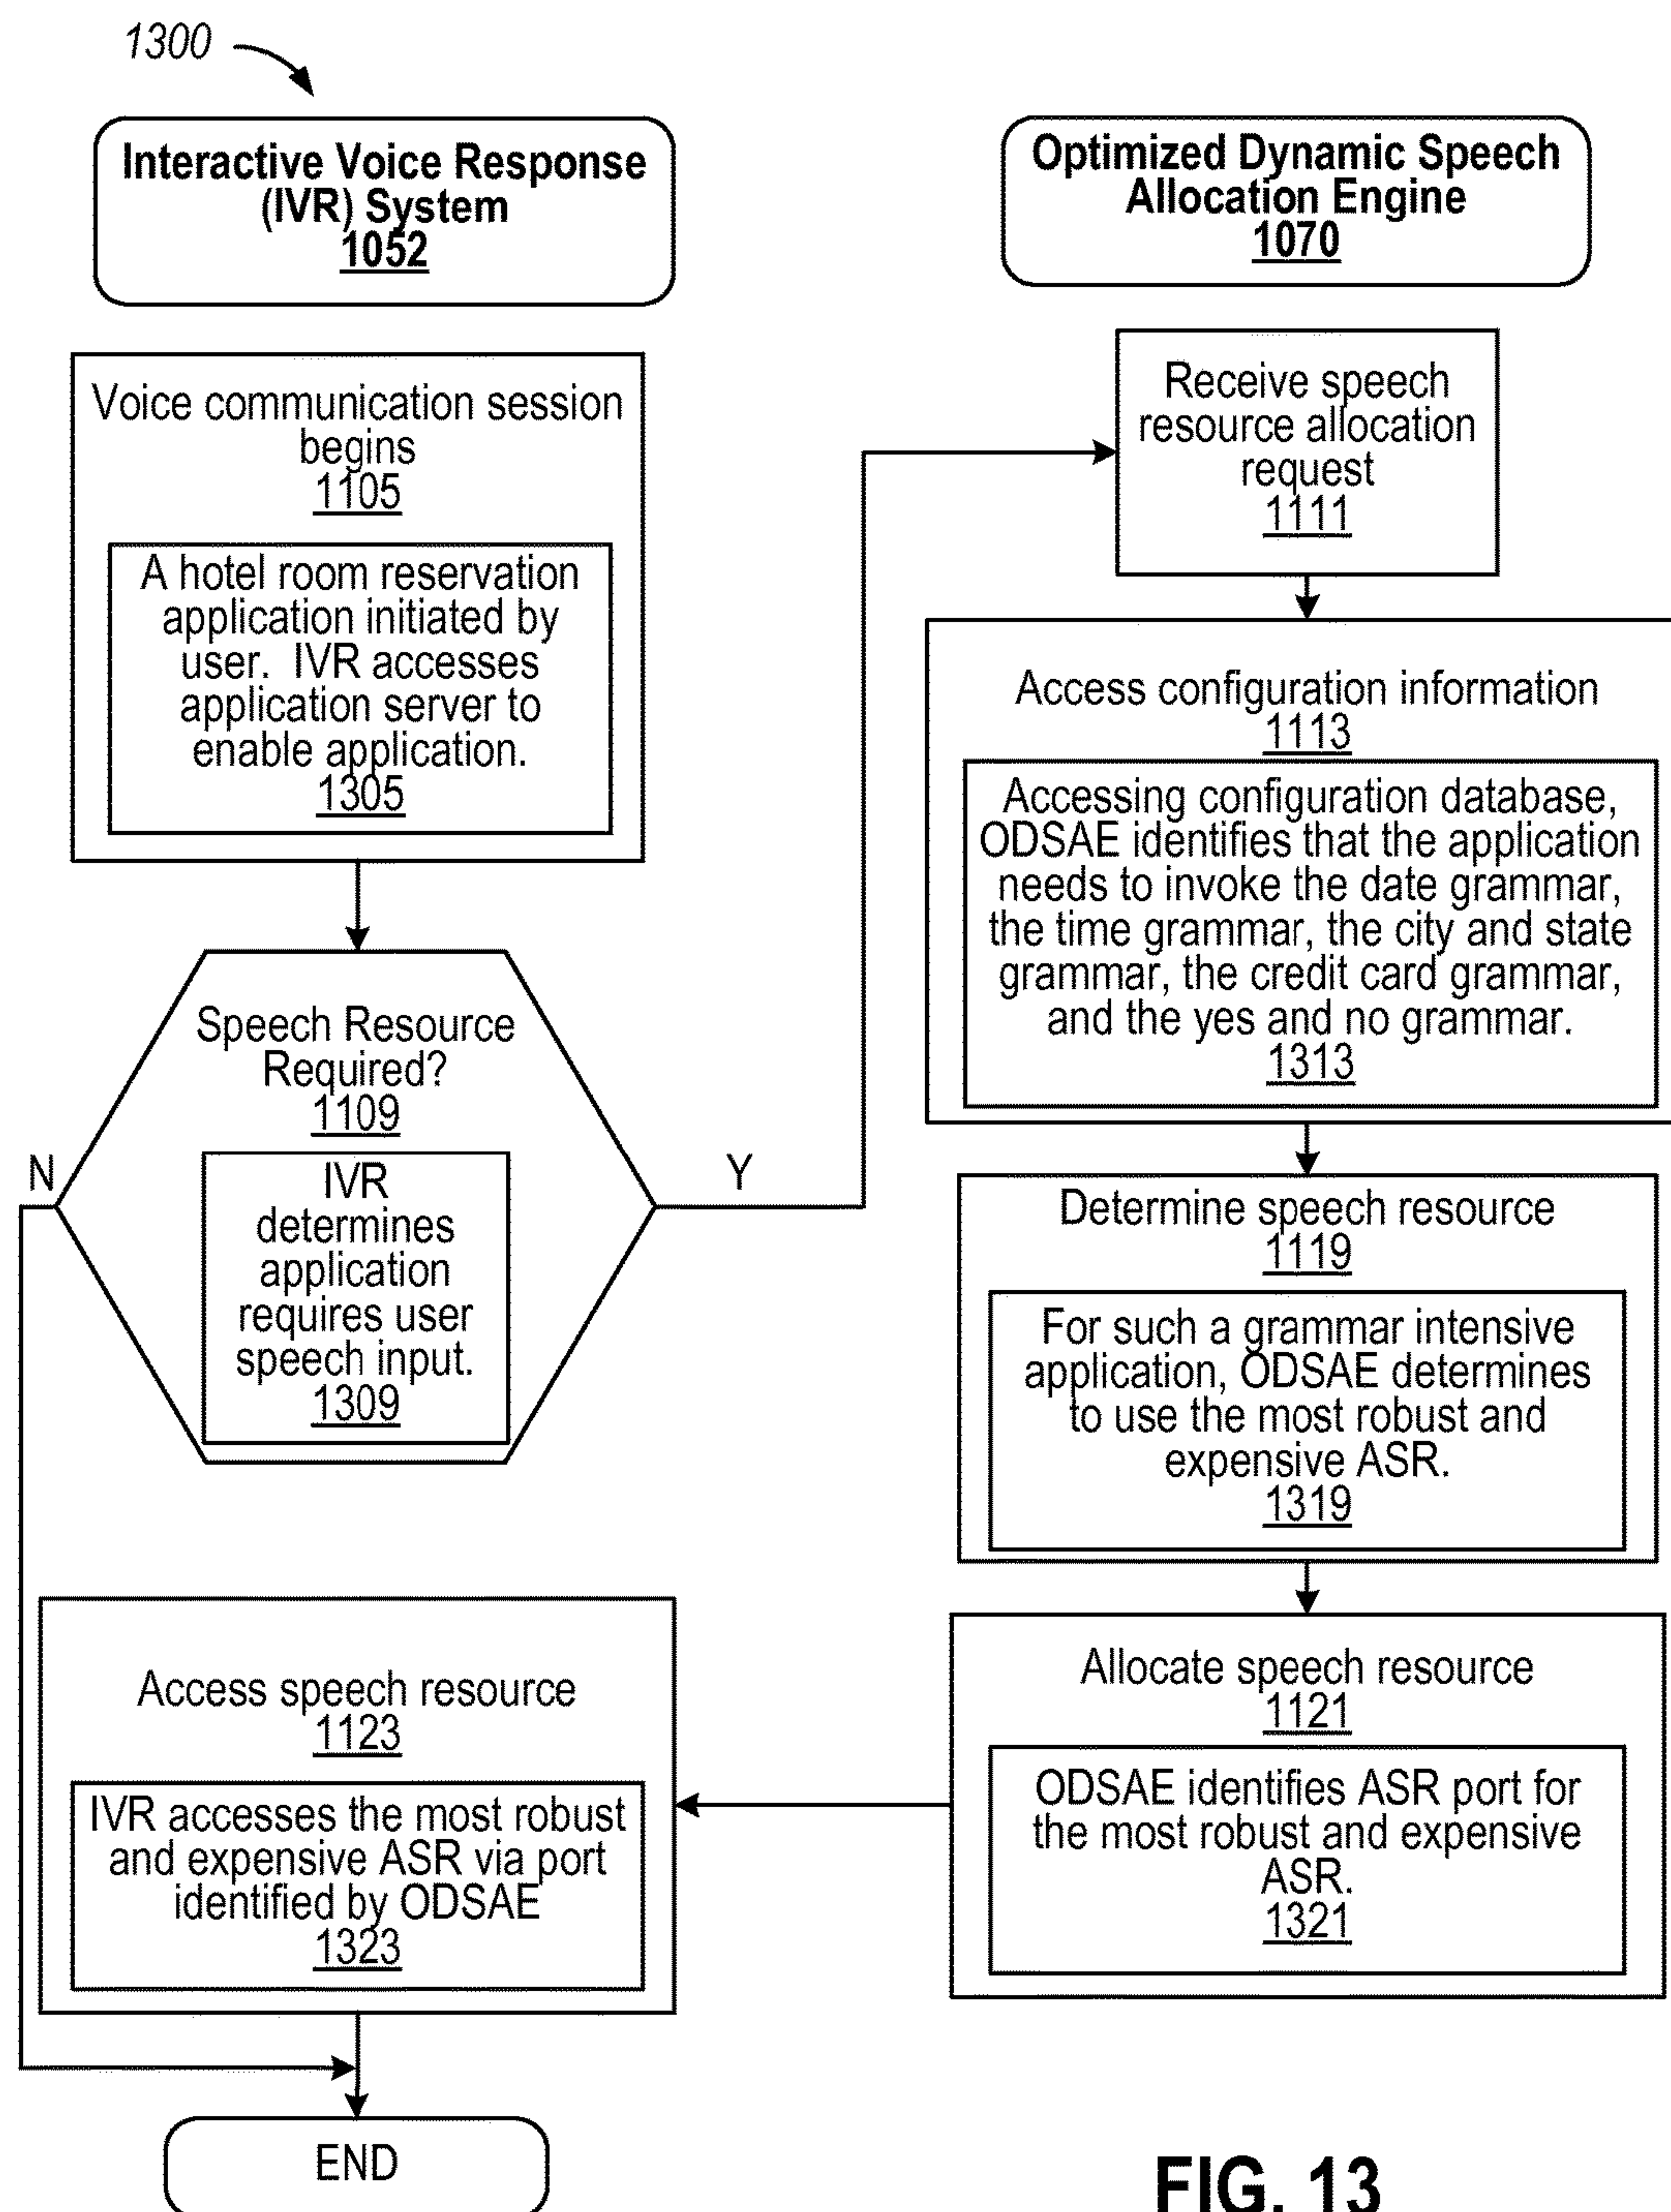 1300
Interactive Voice Response
(IVR) System
1052
Optimized Dynamic Speech
Allocation Engine
1070
Voice communication session
begins
1105
A hotel room reservation
application initiated by
user. IVR accesses
application server to
enable application.
1305
Speech Resource
Required?
1109
IVR
determines
application
requires user
speech input.
1309
N
Y
Receive speech
resource allocation
request
1111
Access configuration information
1113
Accessing configuration database,
ODSAE identifies that the application
needs to invoke the date grammar,
the time grammar, the city and state
grammar, the credit card grammar,
and the yes and no grammar.
1313
Determine speech resource
1119
For such a grammar intensive
application, ODSAE determines
to use the most robust and
expensive ASR.
1319
Allocate speech resource
1121
ODSAE identifies ASR port for
the most robust and expensive
ASR.
1321
Access speech resource
1123
IVR accesses the most robust
and expensive ASR via port
identified by ODSAE
1323
END
FIG. 13